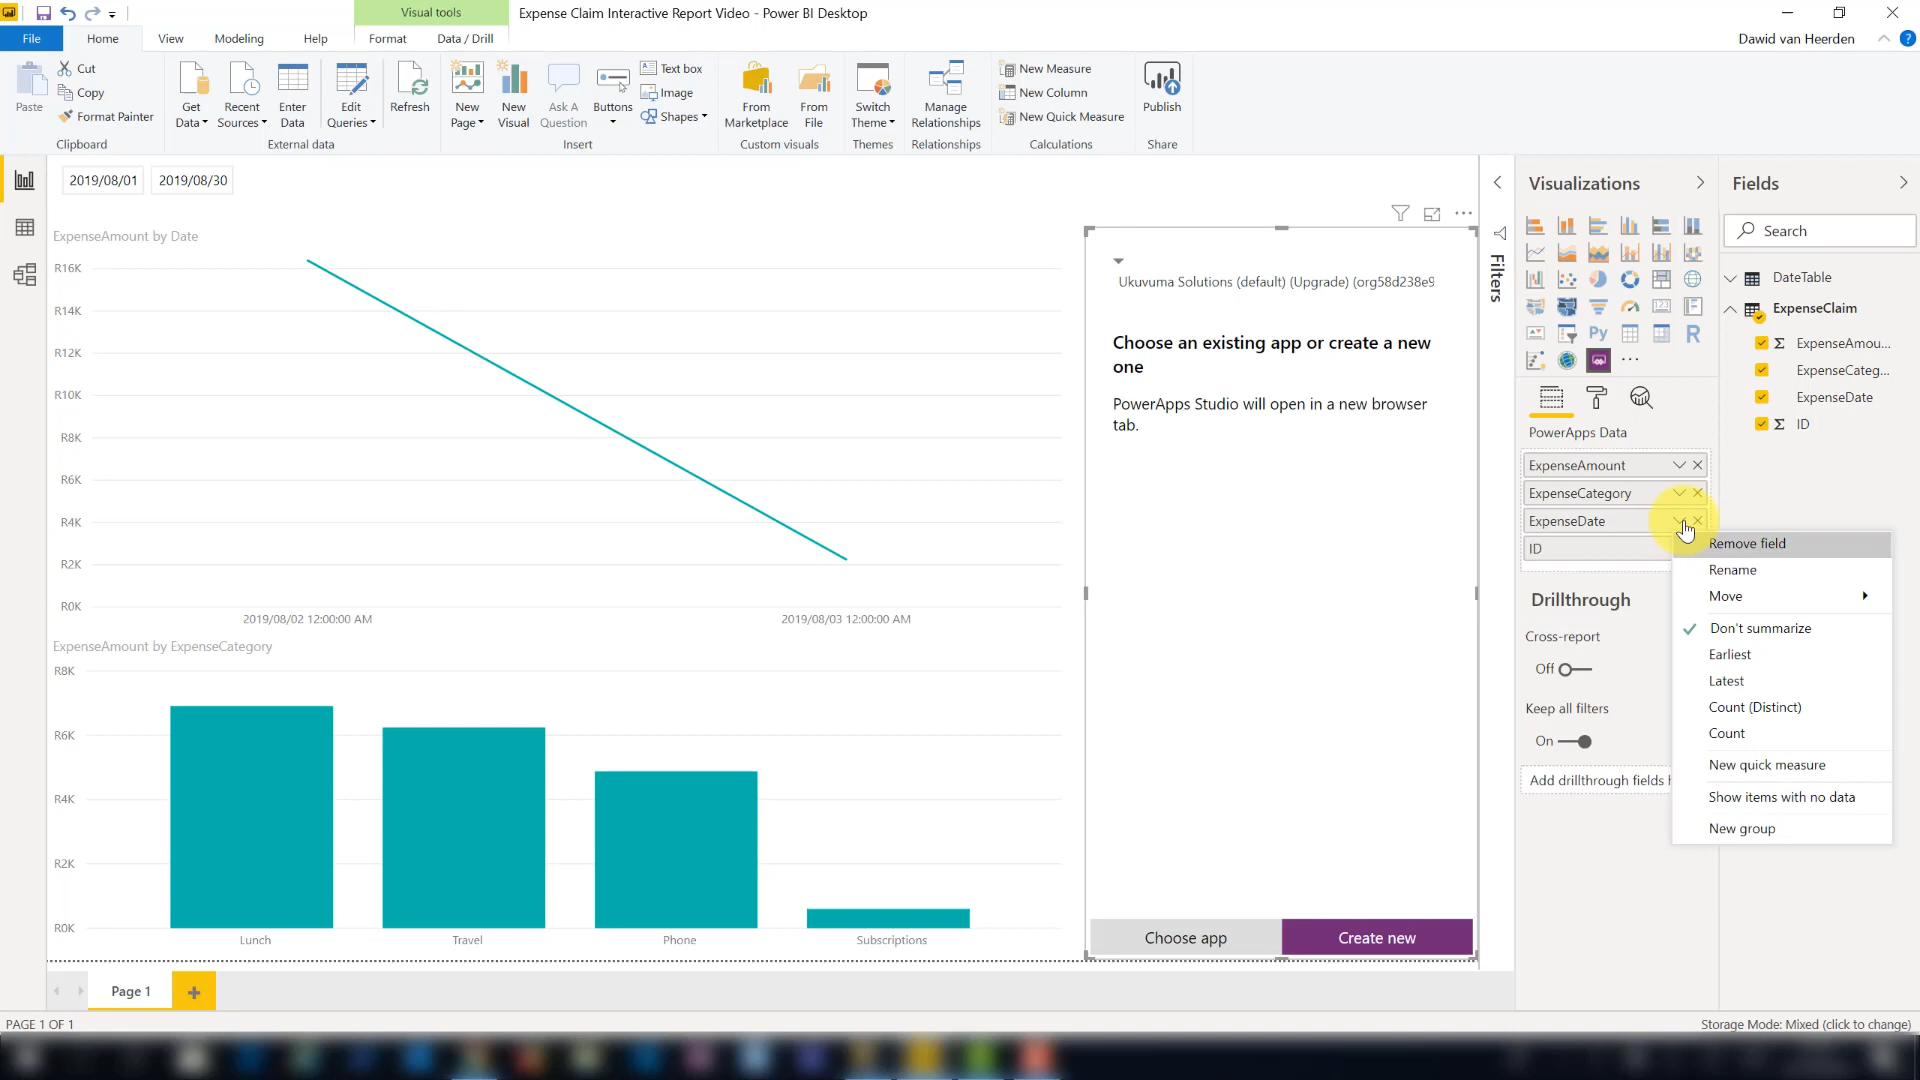 Visual tools
Expense Claim Interactive Report Video - Power BI Desktop
File
Home
View
Modeling
Help
Format
Data / Drill
Dawid van Heerden
?
Paste
Cut
Copy
Format Painter
Clipboard
Get
Data
Recent
Sources
Enter
Data
Edit
Queries
Refresh
External data
New
Page
New
Visual
Ask A
Question
Buttons
Text box
Image
Shapes
Insert
From
Marketplace
From
File
Custom visuals
Switch
Theme
Themes
Manage
Relationships
Relationships
New Measure
New Column
New Quick Measure
Calculations
Publish
Share
2019/08/01
2019/08/30
ExpenseAmount by Date
R16K
R14K
R12K
R10K
R8K
R6K
R4K
R2K
R0K
2019/08/02 12:00:00 AM
2019/08/03 12:00:00 AM
ExpenseAmount by ExpenseCategory
R8K
R6K
R4K
R2K
R0K
Lunch
Travel
Phone
Subscriptions
Ukuvuma Solutions (default) (Upgrade) (org58d238e9
Choose an existing app or create a new
one
PowerApps Studio will open in a new browser
tab.
Choose app
Create new
Filters
Visualizations
Py
R
123
PowerApps Data
ExpenseAmount
ExpenseCategory
ExpenseDate
ID
Drillthrough
Cross-report
Off
Keep all filters
On
Add drillthrough fields h
Remove field
Rename
Move
Don't summarize
Earliest
Latest
Count (Distinct)
Count
New quick measure
Show items with no data
New group
Fields
Search
DateTable
ExpenseClaim
ExpenseAmou...
ExpenseCateg...
ExpenseDate
ID
Page 1
PAGE 1 OF 1
Storage Mode: Mixed (click to change)